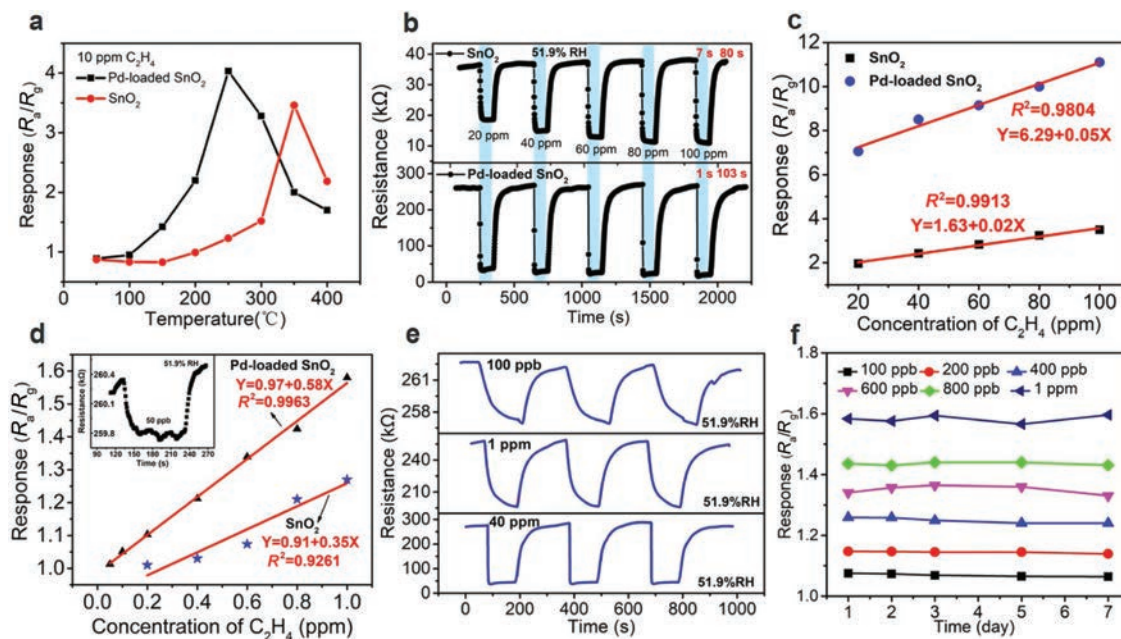 a
10 ppm C₂H₄
Pd-loaded SnO₂
SnO₂
Response (Rₐ/R_g)
4
3
2
1
0
0 50 100 150 200 250 300 350 400
Temperature(℃)
b
SnO₂ 51.9% RH 7 s 80 s
20 ppm
40 ppm
60 ppm
80 ppm
100 ppm
40
30
20
10
Pd-loaded SnO₂ 1 s 103 s
300
250
200
150
100
50
0
Resistance (kΩ)
0 500 1000 1500 2000
Time (s)
c
SnO₂
Pd-loaded SnO₂
R²=0.9804
Y=6.29+0.05X
R²=0.9913
Y=1.63+0.02X
Response (Rₐ/R_g)
12
10
8
6
4
2
20 40 60 80 100
Concentration of C₂H₄ (ppm)
d
51.9% RH
50 ppb
260.4
260.1
259.8
Resistance (kΩ)
90 120 150 180 210 240 270
Time (s)
Pd-loaded SnO₂
Y=0.97+0.58X
R²=0.9963
SnO₂
Y=0.91+0.35X
R²=0.9261
Response (Rₐ/R_g)
1.6
1.5
1.4
1.3
1.2
1.1
1.0
0.0 0.2 0.4 0.6 0.8 1.0
Concentration of C₂H₄ (ppm)
e
100 ppb
261
258
51.9%RH
1 ppm
240
210
51.9%RH
40 ppm
300
200
100
0
51.9%RH
Resistance (kΩ)
0 200 400 600 800 1000
Time (s)
f
100 ppb 200 ppb 400 ppb
600 ppb 800 ppb 1 ppm
Response (Rₐ/R_g)
1.8
1.6
1.4
1.2
1.0
1 2 3 4 5 6 7
Time (day)